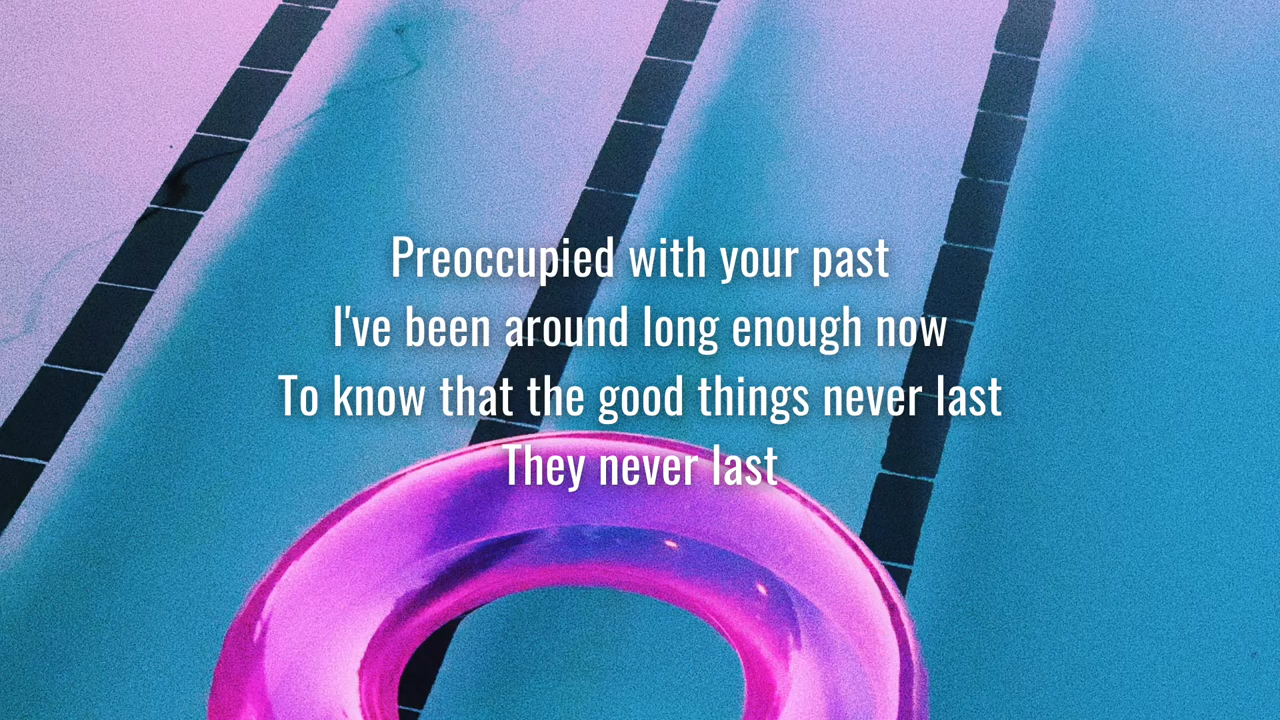 Preoccupied with your past
I've been around long enough now
To know that the good things never last
They never last